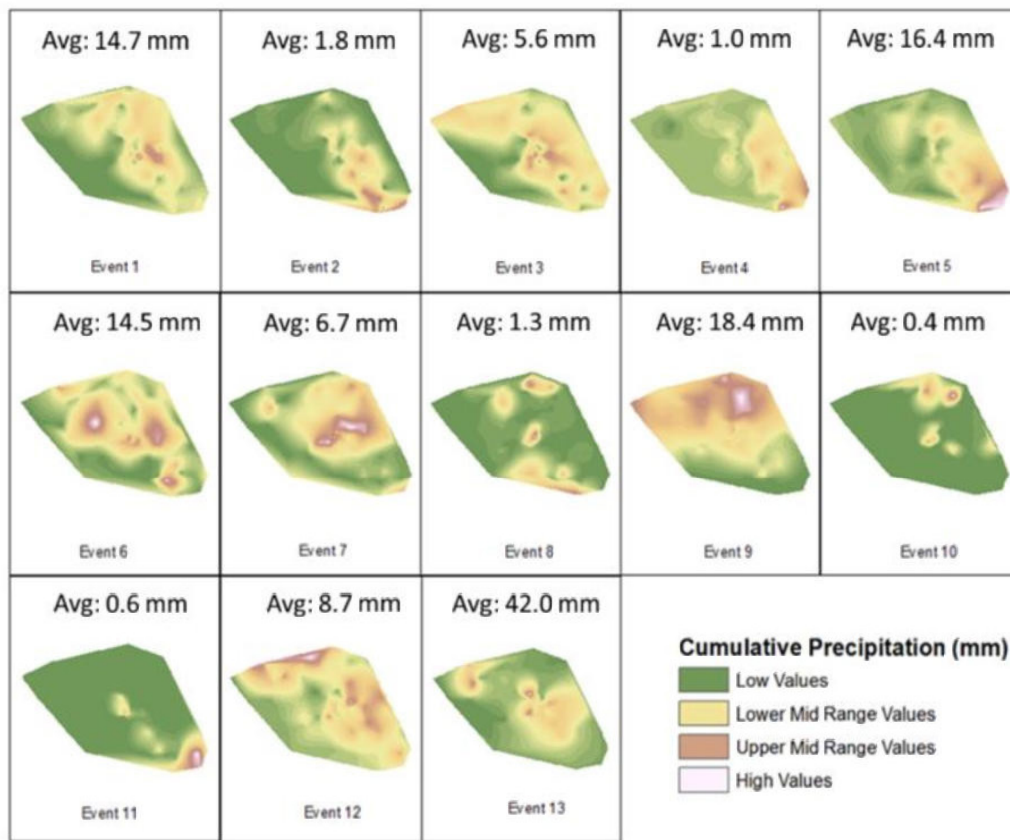 Avg: 14.7 mm
Avg: 1.8 mm
Avg: 5.6 mm
Avg: 1.0 mm
Avg: 16.4 mm
Event 1
Event 2
Event 3
Event 4
Event 5
Avg: 14.5 mm
Avg: 6.7 mm
Avg: 1.3 mm
Avg: 18.4 mm
Avg: 0.4 mm
Event 6
Event 7
Event 8
Event 9
Event 10
Avg: 0.6 mm
Avg: 8.7 mm
Avg: 42.0 mm
Event 11
Event 12
Event 13
Cumulative Precipitation (mm)
Low Values
Lower Mid Range Values
Upper Mid Range Values
High Values